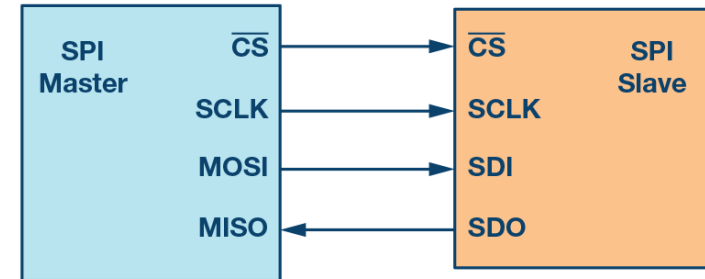 SPI
Master
CS
SCLK
MOSI
MISO
CS
SCLK
SDI
SDO
SPI
Slave